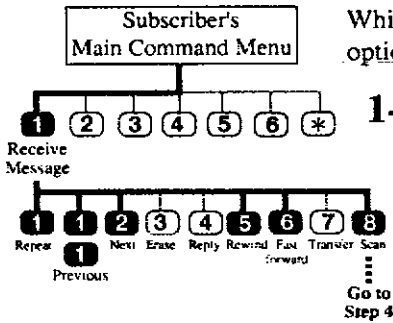 Subscriber's
Main Command Menu
Whi
optio
1 2 3 4 5 6 *
1-
Receive
Message
1 1 2 3 4 5 6 7 8
Repeat Next Erase Reply Rewind Fast forward Transfer Scan
1
Previous
Go to
Step 4